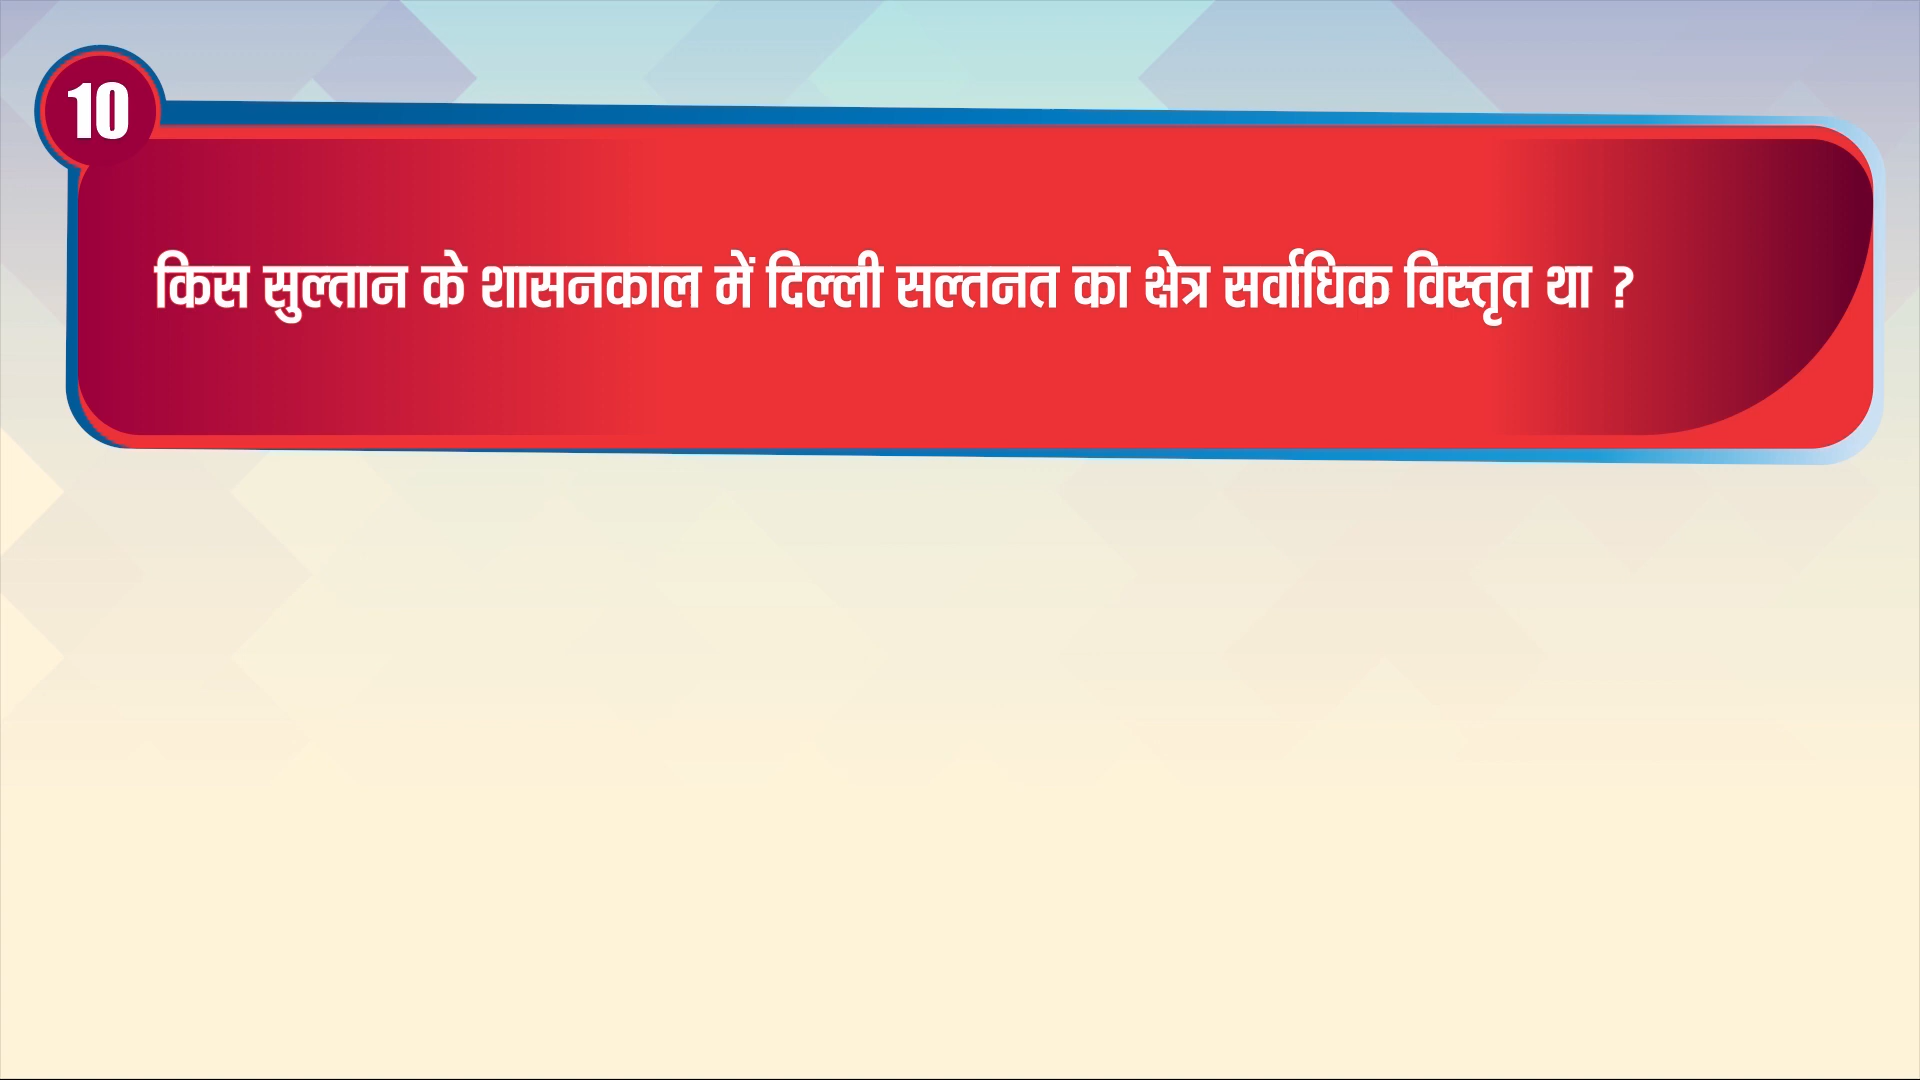 10
किस सुल्तान के शासनकाल में दिल्ली सल्तनत का क्षेत्र सर्वाधिक विस्तृत था ?